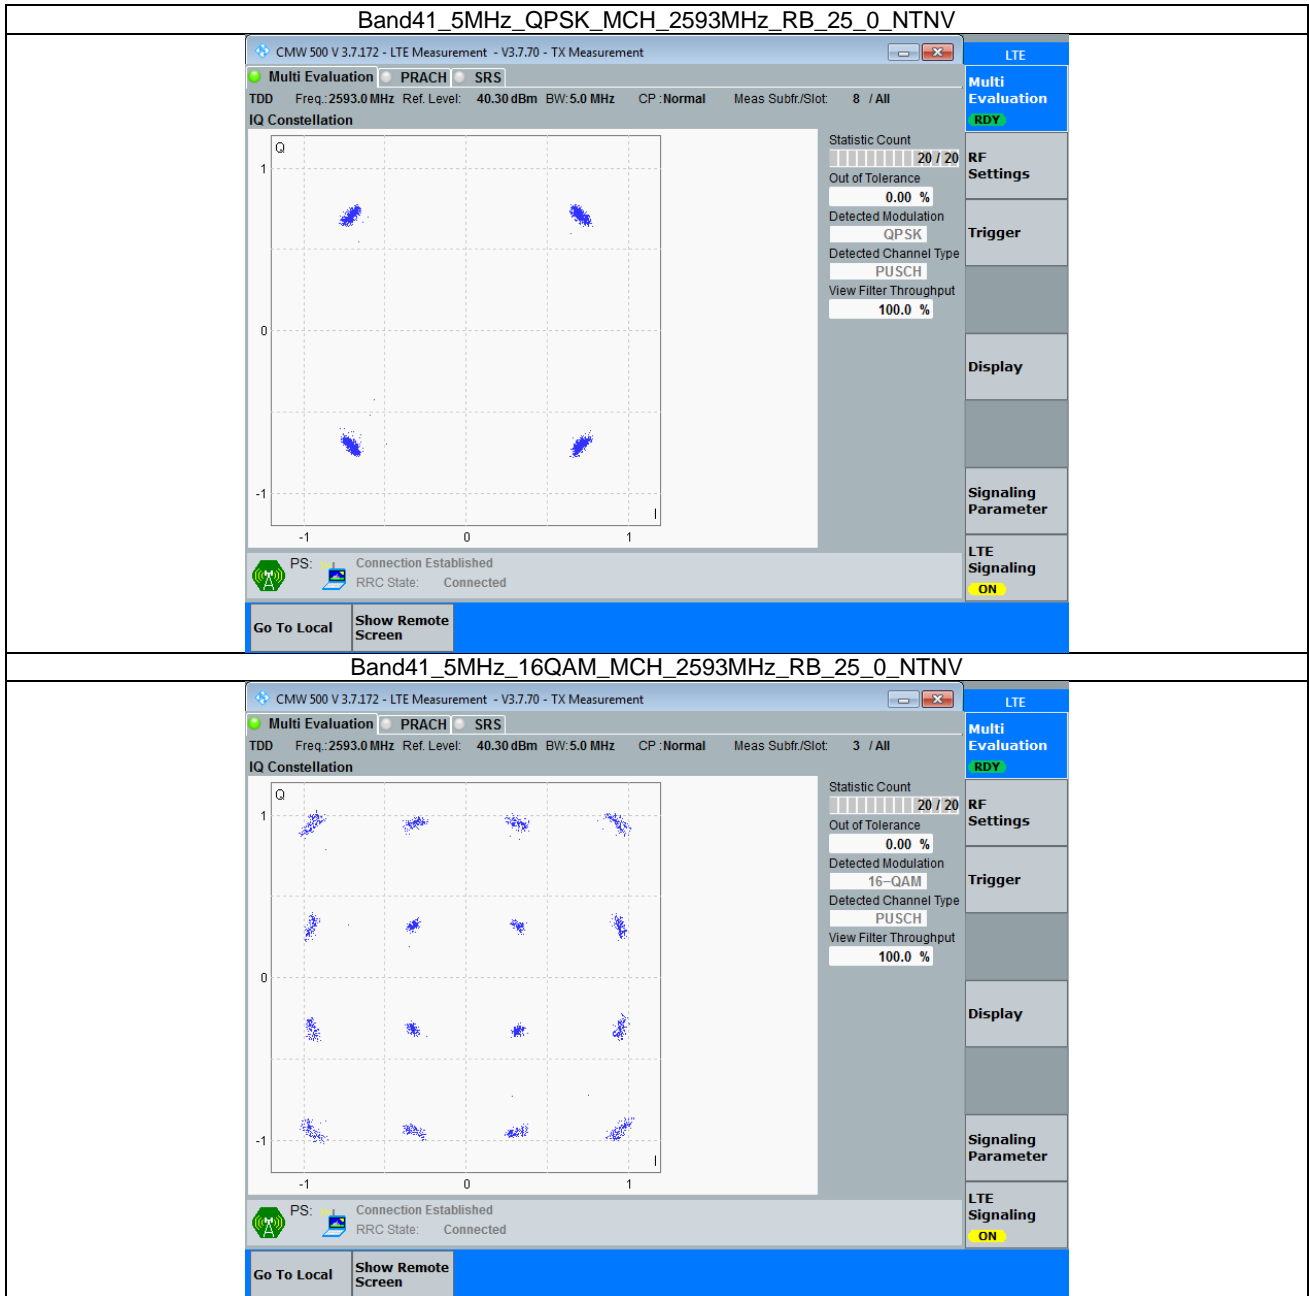 Band41_5MHz_QPSK_MCH_2593MHz_RB_25_0_NTNV
CMW 500 V 3.7.172 - LTE Measurement - V3.7.70 - TX Measurement
LTE
Multi Evaluation PRACH SRS
Multi
Evaluation
RDY
TDD Freq.: 2593.0 MHz Ref. Level: 40.30 dBm BW: 5.0 MHz CP : Normal Meas Subfr./Slot: 8 / All
IQ Constellation
Q
1
0
-1
I
-1 0 1
Statistic Count
20 / 20
Out of Tolerance
0.00 %
Detected Modulation
QPSK
Detected Channel Type
PUSCH
View Filter Throughput
100.0 %
RF
Settings
Trigger
Display
Signaling
Parameter
LTE
Signaling
ON
PS: Connection Established
RRC State: Connected
Go To Local
Show Remote
Screen
Band41_5MHz_16QAM_MCH_2593MHz_RB_25_0_NTNV
CMW 500 V 3.7.172 - LTE Measurement - V3.7.70 - TX Measurement
LTE
Multi Evaluation PRACH SRS
Multi
Evaluation
RDY
TDD Freq.: 2593.0 MHz Ref. Level: 40.30 dBm BW: 5.0 MHz CP : Normal Meas Subfr./Slot: 3 / All
IQ Constellation
Q
1
0
-1
I
-1 0 1
Statistic Count
20 / 20
Out of Tolerance
0.00 %
Detected Modulation
16-QAM
Detected Channel Type
PUSCH
View Filter Throughput
100.0 %
RF
Settings
Trigger
Display
Signaling
Parameter
LTE
Signaling
ON
PS: Connection Established
RRC State: Connected
Go To Local
Show Remote
Screen